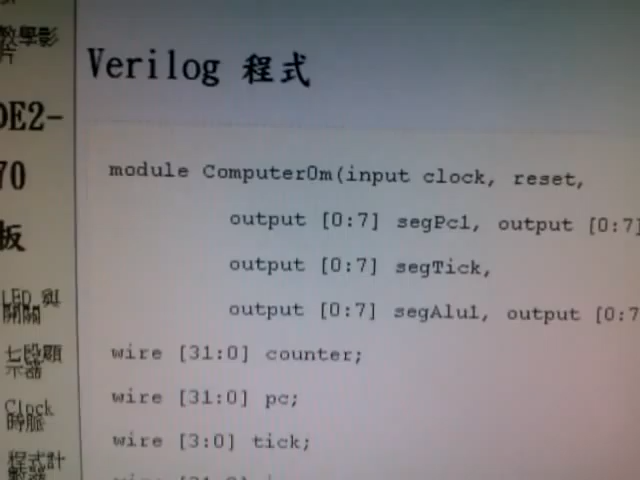 教學影
片
DE2-
70
板
LED 與
開關
七段顯
示器
Clock
時脈
程式計
數器
Verilog 程式
module Computer0m(input clock, reset,
output [0:7] segPc1, output [0:7]
output [0:7] segTick,
output [0:7] segAlu1, output [0:7
wire [31:0] counter;
wire [31:0] pc;
wire [3:0] tick;